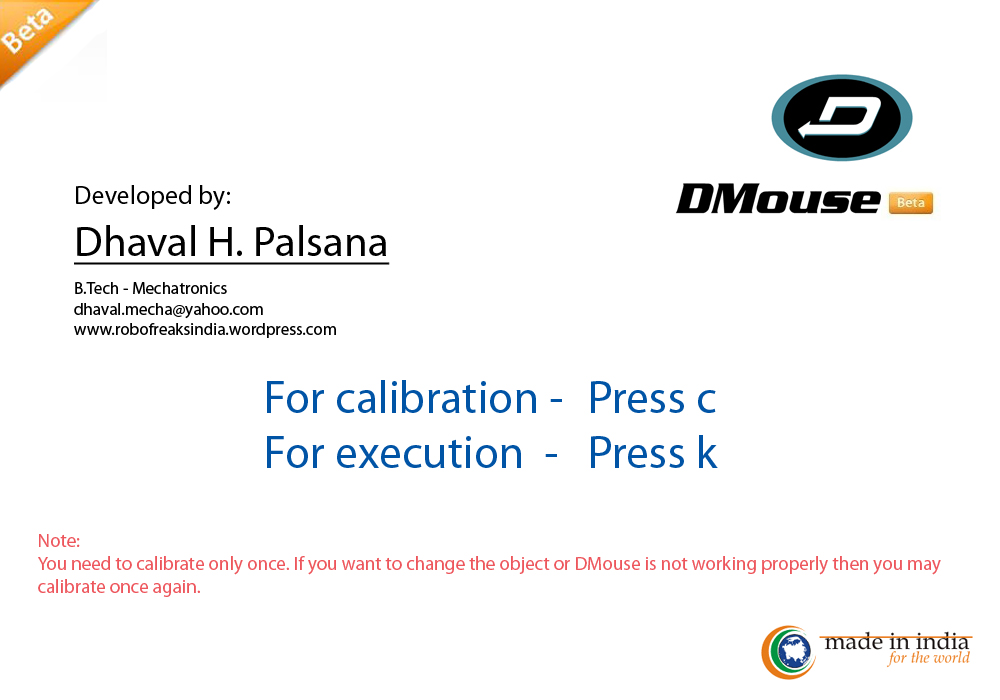 Beta
D
DMouse Beta
Developed by:
Dhaval H. Palsana
B.Tech - Mechatronics
dhaval.mecha@yahoo.com
www.robofreaksindia.wordpress.com
For calibration - Press c
For execution - Press k
Note:
You need to calibrate only once. If you want to change the object or DMouse is not working properly then you may
calibrate once again.
made in india
for the world